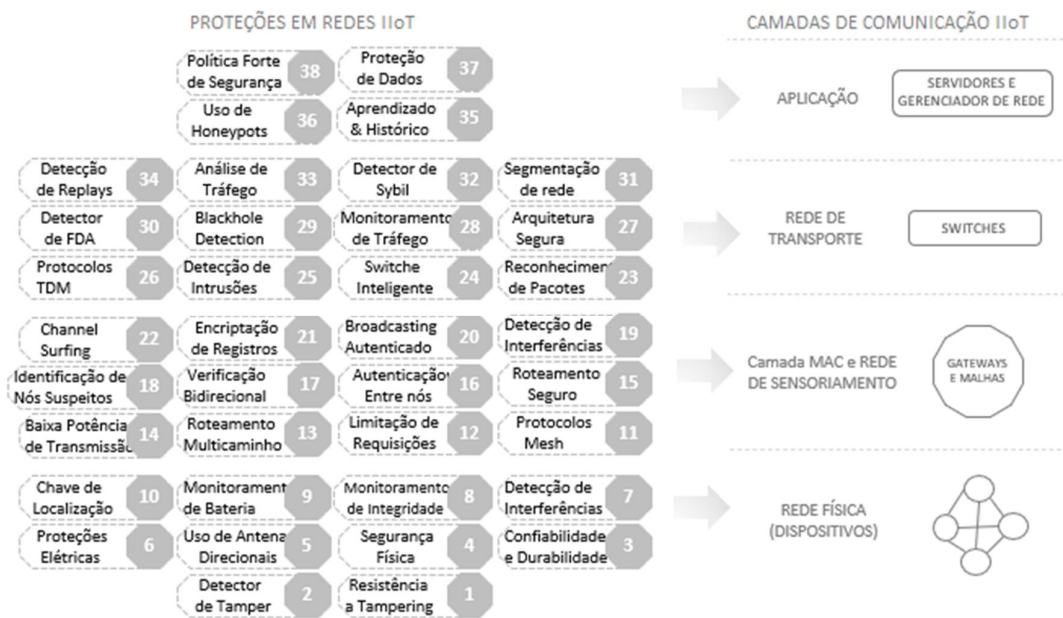 PROTEÇÕES EM REDES IIoT
CAMADAS DE COMUNICAÇÃO IIoT
Política Forte
de Segurança
38
Proteção
de Dados
37
Uso de
Honeypots
36
Aprendizado
& Histórico
35
APLICAÇÃO
SERVIDORES E
GERENCIADOR DE REDE
Detecção
de Replays
34
Análise de
Tráfego
33
Detector de
Sybil
32
Segmentação
de rede
31
Detector
de FDA
30
Blackhole
Detection
29
Monitoramento
de Tráfego
28
Arquitetura
Segura
27
Protocolos
TDM
26
Detecção de
Intrusões
25
Switche
Inteligente
24
Reconhecimen
de Pacotes
23
REDE DE
TRANSPORTE
SWITCHES
Channel
Surfing
22
Encriptação
de Registros
21
Broadcasting
Autenticado
20
Detecção de
Interferências
19
Identificação de
Nós Suspeitos
18
Verificação
Bidirecional
17
Autenticação
Entre nós
16
Roteamento
Seguro
15
Baixa Potência
de Transmissão
14
Roteamento
Multicaminho
13
Limitação de
Requisições
12
Protocolos
Mesh
11
Camada MAC e REDE
DE SENSORIAMENTO
GATEWAYS
E MALHAS
Chave de
Localização
10
Monitorament
de Bateria
9
Monitoramento
de Integridade
8
Detecção de
Interferências
7
Proteções
Elétricas
6
Uso de Antena
Direcionais
5
Segurança
Física
4
Confiabilidade
e Durabilidade
3
Detector
de Tamper
2
Resistência
a Tampering
1
REDE FÍSICA
(DISPOSITIVOS)